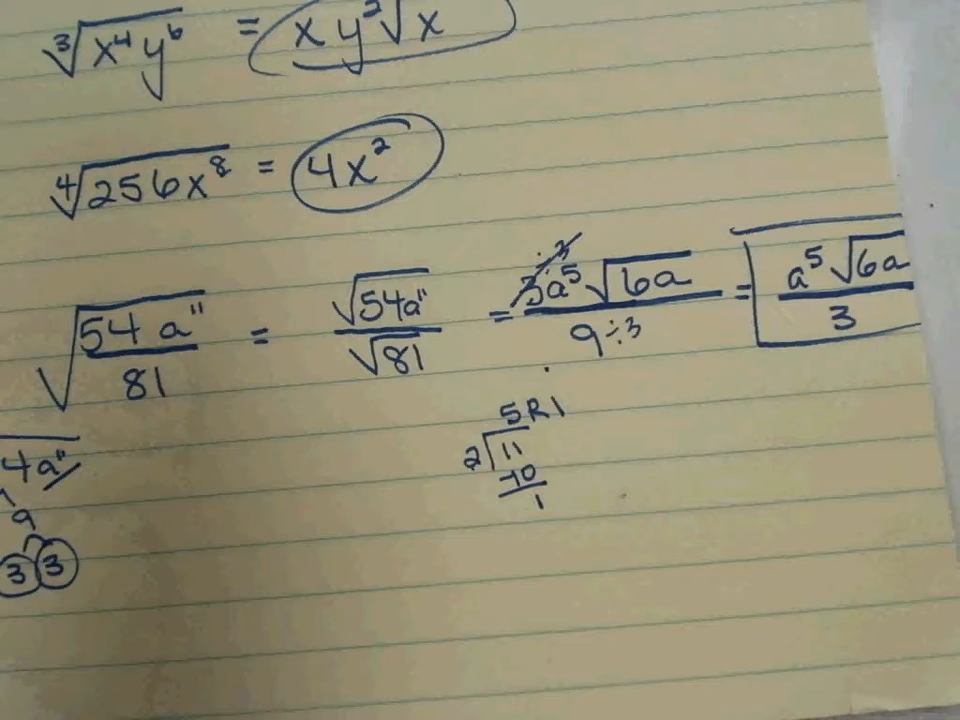 ∛(x⁴y⁶) = xy²∛x
∜(256x⁸) = 4x²
√(54a¹¹/81) = √(54a¹¹)/√81 = 3a⁵√(6a) ÷3 / 9÷3 = a⁵√(6a)/3
5R1
4a¹¹ 2)11
-10
9 1
3 3